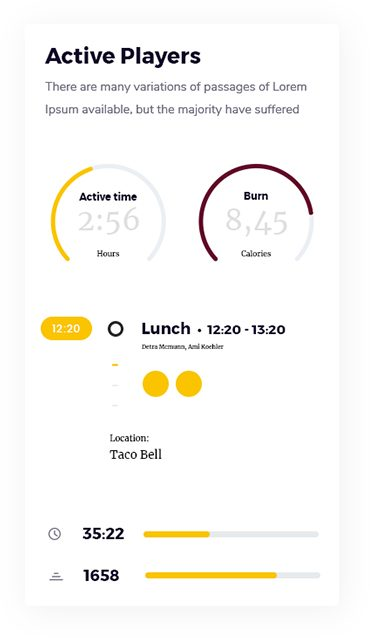 Active Players
There are many variations of passages of Lorem
Ipsum available, but the majority have suffered
Active time
2:56
Hours
Burn
8,45
Calories
12:20
Lunch • 12:20 - 13:20
Detra Mcmunn, Aml Koehler
Location:
Taco Bell
35:22
1658